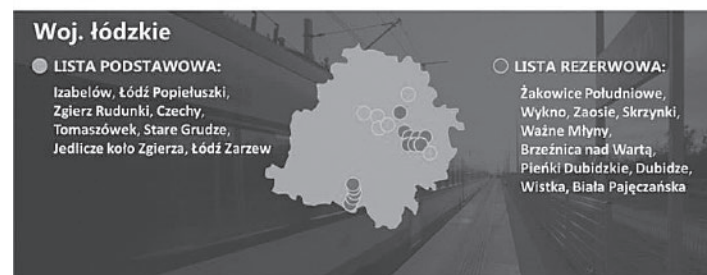 Woj. łódzkie
LISTA PODSTAWOWA:
Izabelów, Łódź Popiełuszki,
Zgierz Rudunki, Czechy,
Tomaszówek, Stare Grudze,
Jedlicze koło Zgierza, Łódź Zarzew
LISTA REZERWOWA:
Żakowice Południowe,
Wykno, Zaosie, Skrzynki,
Ważne Młyny,
Brzeźnica nad Wartą,
Pieńki Dubidzkie, Dubidze,
Wistka, Biała Pajęczańska